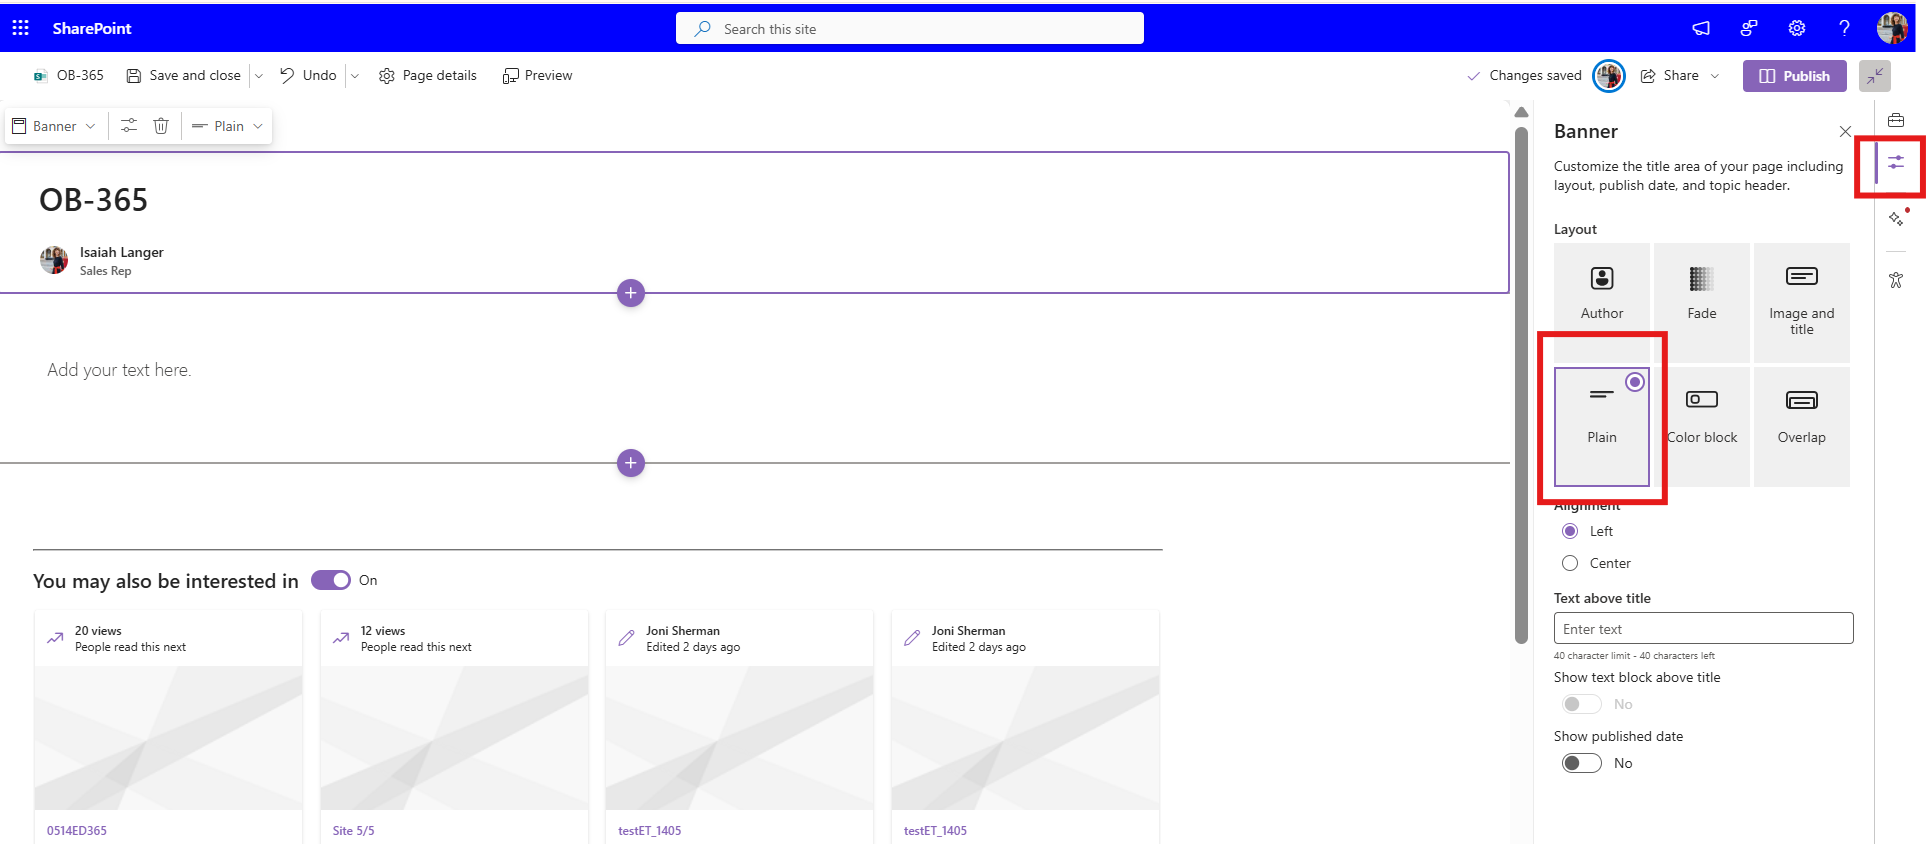 SharePoint
Search this site
OB-365
Save and close
Undo
Page details
Preview
Changes saved
Share
Publish
Banner
Plain
OB-365
Isaiah Langer
Sales Rep
Add your text here.
You may also be interested in
On
20 views
People read this next
0514ED365
12 views
People read this next
Site 5/5
Joni Sherman
Edited 2 days ago
testET_1405
Joni Sherman
Edited 2 days ago
testET_1405
Banner
Customize the title area of your page including
layout, publish date, and topic header.
Layout
Author
Fade
Image and
title
Plain
Color block
Overlap
Alignment
Left
Center
Text above title
Enter text
40 character limit - 40 characters left
Show text block above title
No
Show published date
No